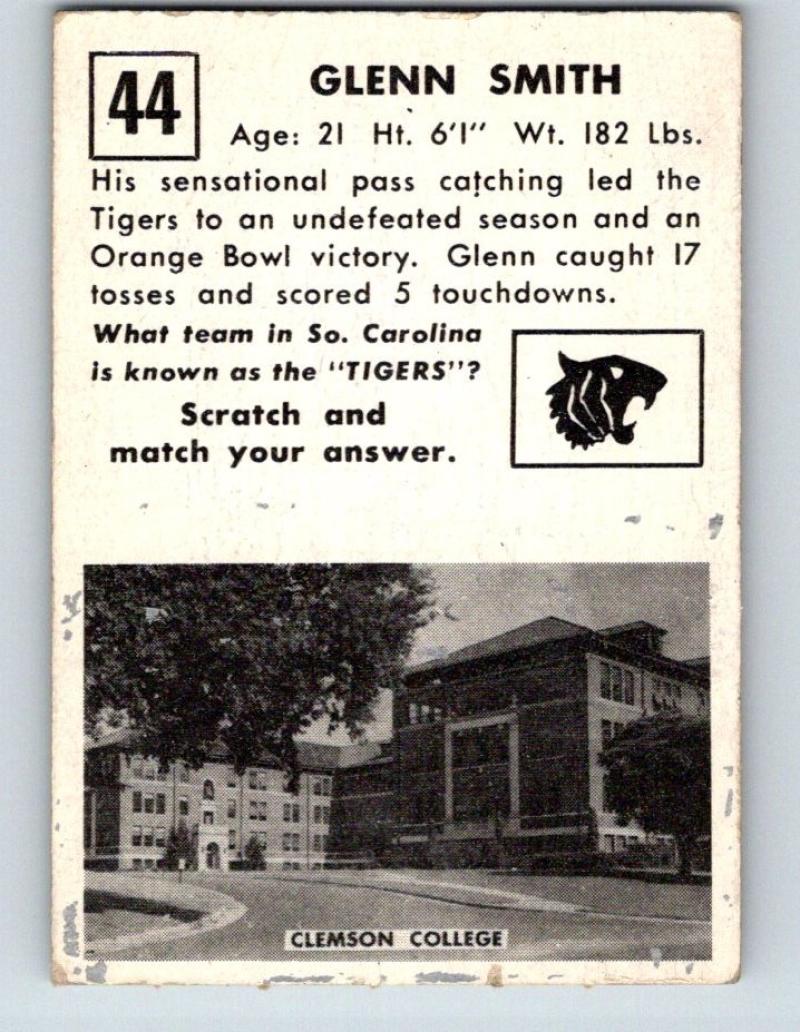 44
GLENN SMITH
Age: 21 Ht. 6'1" Wt. 182 Lbs.
His sensational pass catching led the
Tigers to an undefeated season and an
Orange Bowl victory. Glenn caught 17
tosses and scored 5 touchdowns.
What team in So. Carolina
is known as the "TIGERS"?
Scratch and
match your answer.
CLEMSON COLLEGE